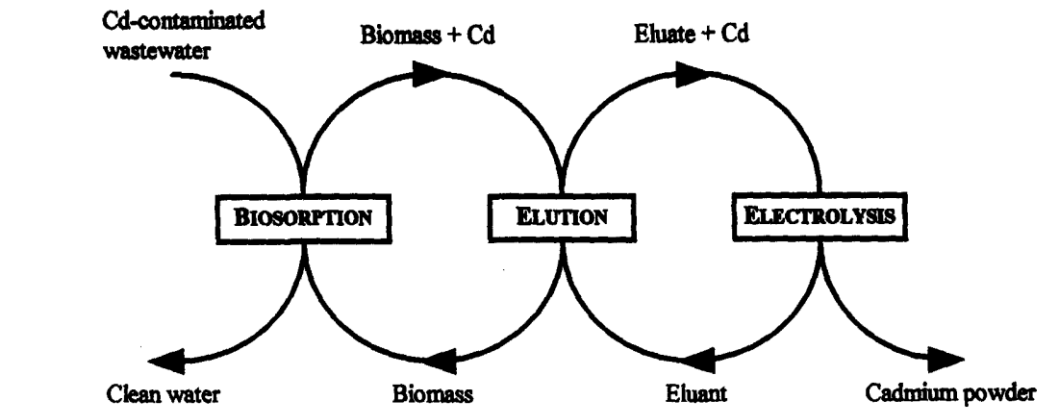 Cd-contaminated
wastewater
Biomass + Cd
Eluate + Cd
BIOSORPTION
ELUTION
ELECTROLYSIS
Clean water
Biomass
Eluant
Cadmium powder